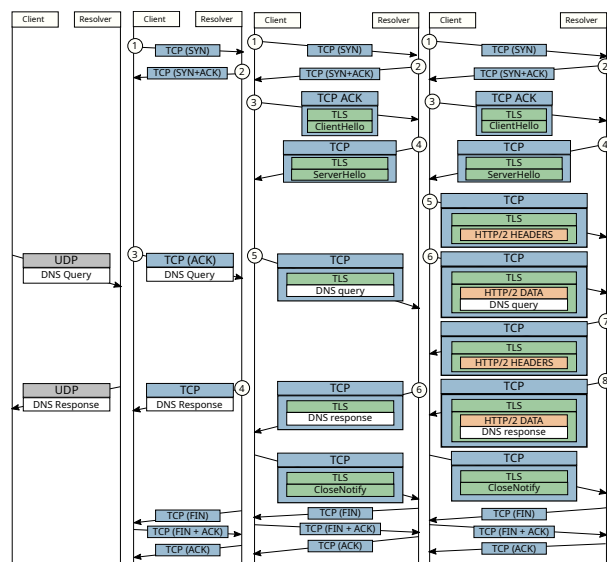 Client
Resolver
UDP
DNS Query
UDP
DNS Response
Client
Resolver
1
TCP (SYN)
TCP (SYN+ACK)
2
3
TCP (ACK)
DNS Query
TCP
4
DNS Response
TCP (FIN)
TCP (FIN + ACK)
TCP (ACK)
Client
Resolver
1
TCP (SYN)
2
TCP (SYN+ACK)
3
TCP ACK
TLS
ClientHello
4
TCP
TLS
ServerHello
5
TCP
TLS
DNS query
6
TCP
TLS
DNS response
TCP
TLS
CloseNotify
TCP (FIN)
TCP (FIN + ACK)
TCP (ACK)
Client
Resolver
1
TCP (SYN)
2
TCP (SYN+ACK)
3
TCP ACK
TLS
ClientHello
4
TCP
TLS
ServerHello
5
TCP
TLS
HTTP/2 HEADERS
6
TCP
TLS
HTTP/2 DATA
DNS query
7
TCP
TLS
HTTP/2 HEADERS
8
TCP
TLS
HTTP/2 DATA
DNS response
TCP
TLS
CloseNotify
TCP (FIN)
TCP (FIN + ACK)
TCP (ACK)